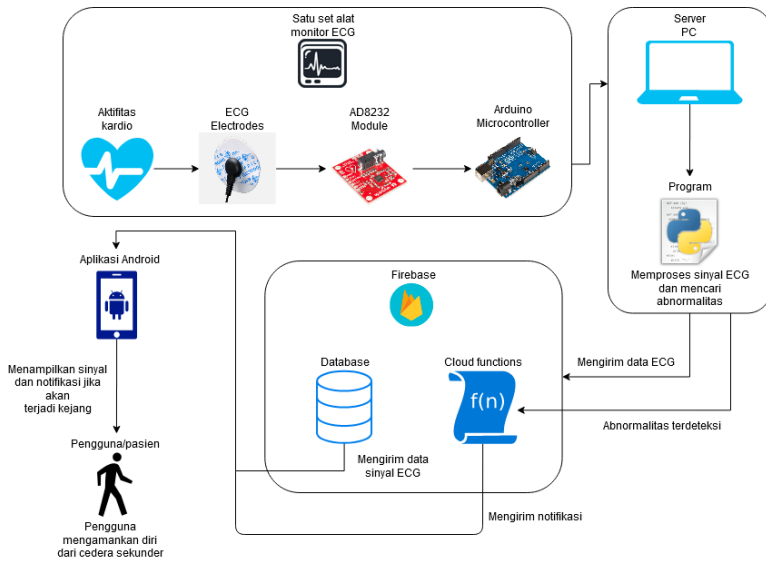 Satu set alat
monitor ECG
Aktifitas
kardio
ECG
Electrodes
AD8232
Module
Arduino
Microcontroller
Server
PC
Program
Memproses sinyal ECG
dan mencari
abnormalitas
Mengirim data ECG
Abnormalitas terdeteksi
Firebase
Database
Cloud functions
f(n)
Mengirim data
sinyal ECG
Mengirim notifikasi
Aplikasi Android
Menampilkan sinyal
dan notifikasi jika
akan
terjadi kejang
Pengguna/pasien
Pengguna
mengamankan diri
dari cedera sekunder